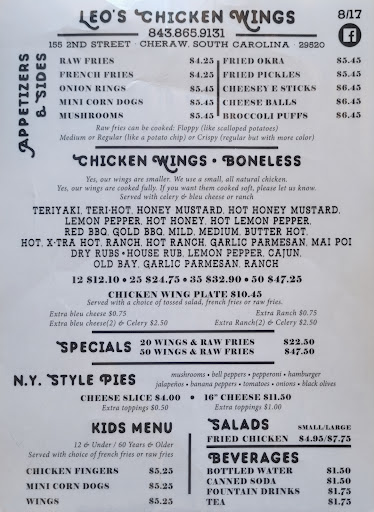 Leo's Chicken Wings
8/17
843.865.9131
155 2ND STREET · CHERAW, SOUTH CAROLINA · 29520
Appetizers & Sides
RAW FRIES $4.25
FRENCH FRIES $4.25
ONION RINGS $5.45
MINI CORN DOGS $5.45
MUSHROOMS $5.45
FRIED OKRA $5.45
FRIED PICKLES $5.45
CHEESEY E STICKS $6.45
CHEESE BALLS $6.45
BROCCOLI PUFFS $6.45
Raw fries can be cooked: Floppy (like scalloped potatoes)
Medium or Regular (like a potato chip) or Crispy (regular but with more color)
Chicken Wings • Boneless
Yes, our wings are smaller. We use a small, all natural chicken.
Yes, our wings are cooked fully. If you want them cooked soft, please let us know.
Served with celery & bleu cheese or ranch
TERIYAKI, TERI-HOT, HONEY MUSTARD, HOT HONEY MUSTARD,
LEMON PEPPER, HOT HONEY, HOT LEMON PEPPER,
RED BBQ, GOLD BBQ, MILD, MEDIUM, BUTTER HOT,
HOT, X-TRA HOT, RANCH, HOT RANCH, GARLIC PARMESAN, MAI POI
DRY RUBS • HOUSE RUB, LEMON PEPPER, CAJUN,
OLD BAY, GARLIC PARMESAN, RANCH
12 $12.10 • 25 $24.75 • 35 $32.90 • 50 $47.25
CHICKEN WING PLATE $10.45
Served with a choice of tossed salad, french fries or raw fries.
Extra bleu cheese $0.75
Extra Ranch $0.75
Extra bleu cheese(2) & Celery $2.50
Extra Ranch(2) & Celery $2.50
Specials
20 WINGS & RAW FRIES $22.50
50 WINGS & RAW FRIES $47.50
N.Y. Style Pies
mushrooms • bell peppers • pepperoni • hamburger
jalapeños • banana peppers • tomatoes • onions • black olives
CHEESE SLICE $4.00 • 16" CHEESE $11.50
Extra toppings $0.50
Extra toppings $1.00
Kids Menu
12 & Under / 60 Years & Older
Served with choice of french fries or raw fries
CHICKEN FINGERS $5.25
MINI CORN DOGS $5.25
WINGS $5.25
Salads SMALL/LARGE
FRIED CHICKEN $4.95/$7.75
Beverages
BOTTLED WATER $1.50
CANNED SODA $1.50
FOUNTAIN DRINKS $1.75
TEA $1.75